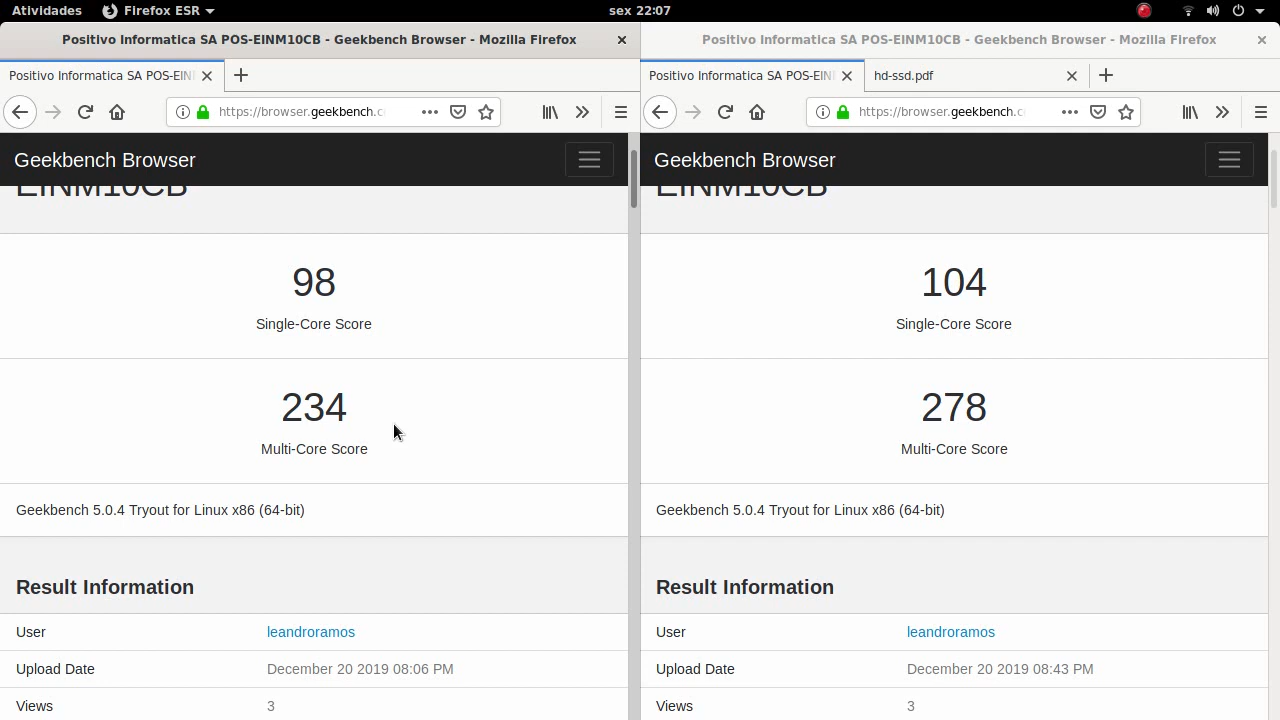 Atividades Firefox ESR sex 22:07
Positivo Informatica SA POS-EINM10CB - Geekbench Browser - Mozilla Firefox
Positivo Informatica SA POS-EIN
https://browser.geekbench.c
Geekbench Browser
EINM10CB
98
Single-Core Score
234
Multi-Core Score
Geekbench 5.0.4 Tryout for Linux x86 (64-bit)
Result Information
User leandroramos
Upload Date December 20 2019 08:06 PM
Views 3
Positivo Informatica SA POS-EINM10CB - Geekbench Browser - Mozilla Firefox
Positivo Informatica SA POS-EIN hd-ssd.pdf
https://browser.geekbench.c
Geekbench Browser
EINM10CB
104
Single-Core Score
278
Multi-Core Score
Geekbench 5.0.4 Tryout for Linux x86 (64-bit)
Result Information
User leandroramos
Upload Date December 20 2019 08:43 PM
Views 3